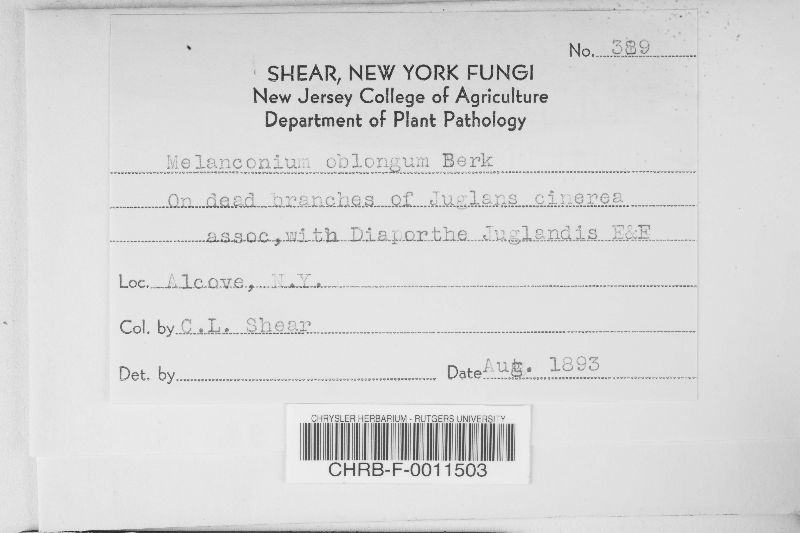 No. 389
SHEAR, NEW YORK FUNGI
New Jersey College of Agriculture
Department of Plant Pathology
Melanconium oblongum Berk
On dead branches of Juglans cinerea
assoc, with Diaporthe Juglandis E&E
Loc. Alcove, N.Y.
Col. by C.L. Shear
Det. by
Date Aug. 1893
CHRYSLER HERBARIUM - RUTGERS UNIVERSITY
CHRB-F-0011503